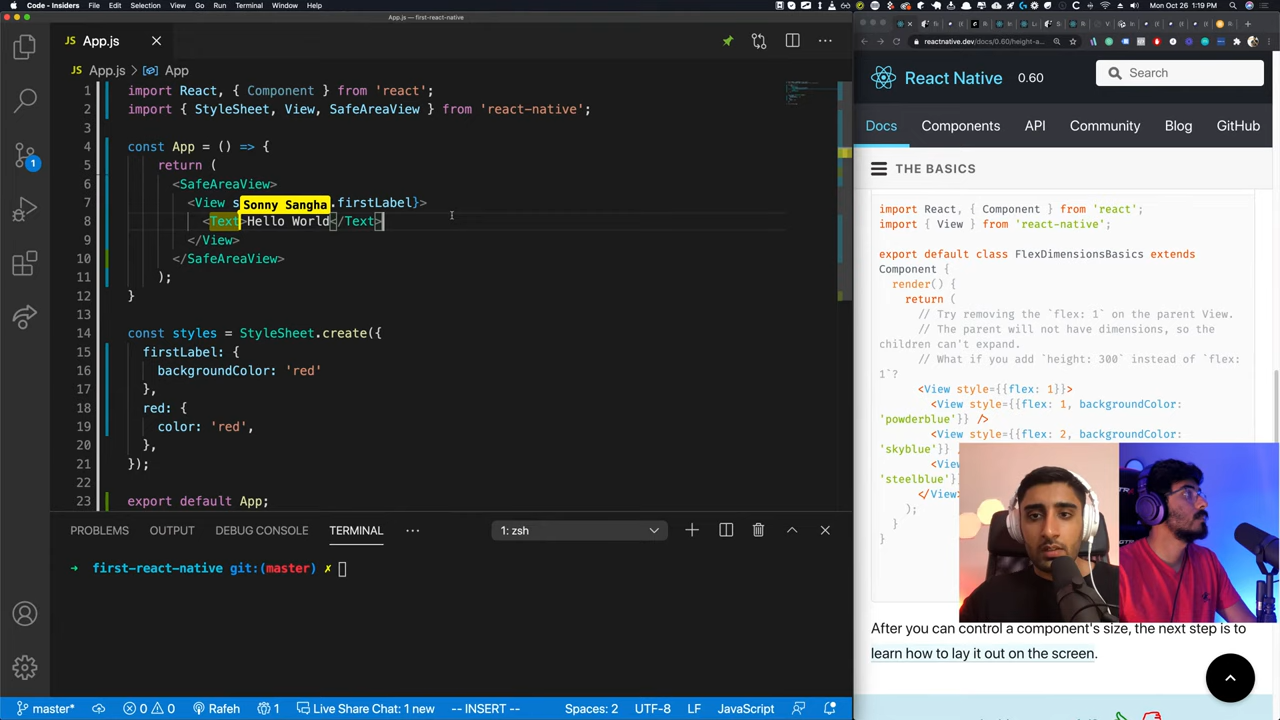 Code - Insiders File Edit Selection View Go Run Terminal Window Help
Mon Oct 26 1:19 PM
App.js — first-react-native
App.js
App.js › App
1 import React, { Component } from 'react';
2 import { StyleSheet, View, SafeAreaView } from 'react-native';
3
4 const App = () => {
5 return (
6 <SafeAreaView>
Sonny Sangha
7 <View s .firstLabel}>
8 <Text>Hello World</Text>
9 </View>
10 </SafeAreaView>
11 );
12 }
13
14 const styles = StyleSheet.create({
15 firstLabel: {
16 backgroundColor: 'red'
17 },
18 red: {
19 color: 'red',
20 },
21 });
22
23 export default App;
PROBLEMS OUTPUT DEBUG CONSOLE TERMINAL ··· 1: zsh
➜ first-react-native git:(master) ✗
1
master* 0 0 Rafeh 1 Live Share Chat: 1 new -- INSERT -- Spaces: 2 UTF-8 LF JavaScript
reactnative.dev/docs/0.60/height-a...
React Native 0.60 Search
Docs Components API Community Blog GitHub
THE BASICS
import React, { Component } from 'react';
import { View } from 'react-native';
export default class FlexDimensionsBasics extends
Component {
render() {
return (
// Try removing the `flex: 1` on the parent View.
// The parent will not have dimensions, so the
children can't expand.
// What if you add `height: 300` instead of `flex:
1`?
<View style={{flex: 1}}>
<View style={{flex: 1, backgroundColor:
'powderblue'}} />
<View style={{flex: 2, backgroundColor:
'skyblue'}}
<Vie
'steelblue'}
</View>
);
}
}
After you can control a component's size, the next step is to
learn how to lay it out on the screen.